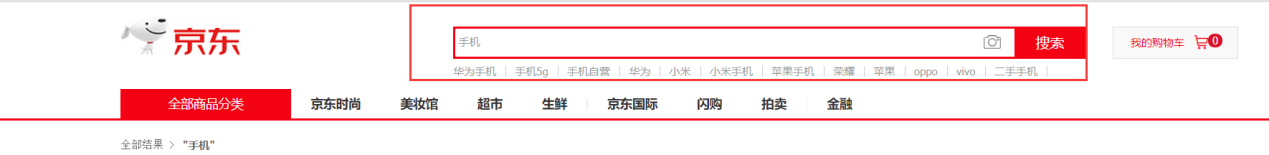 京东
手机 搜索 我的购物车 0
华为手机 手机5g 手机自营 华为 小米 小米手机 苹果手机 荣耀 苹果 oppo vivo 二手手机
全部商品分类 京东时尚 美妆馆 超市 生鲜 京东国际 闪购 拍卖 金融
全部结果 > "手机"